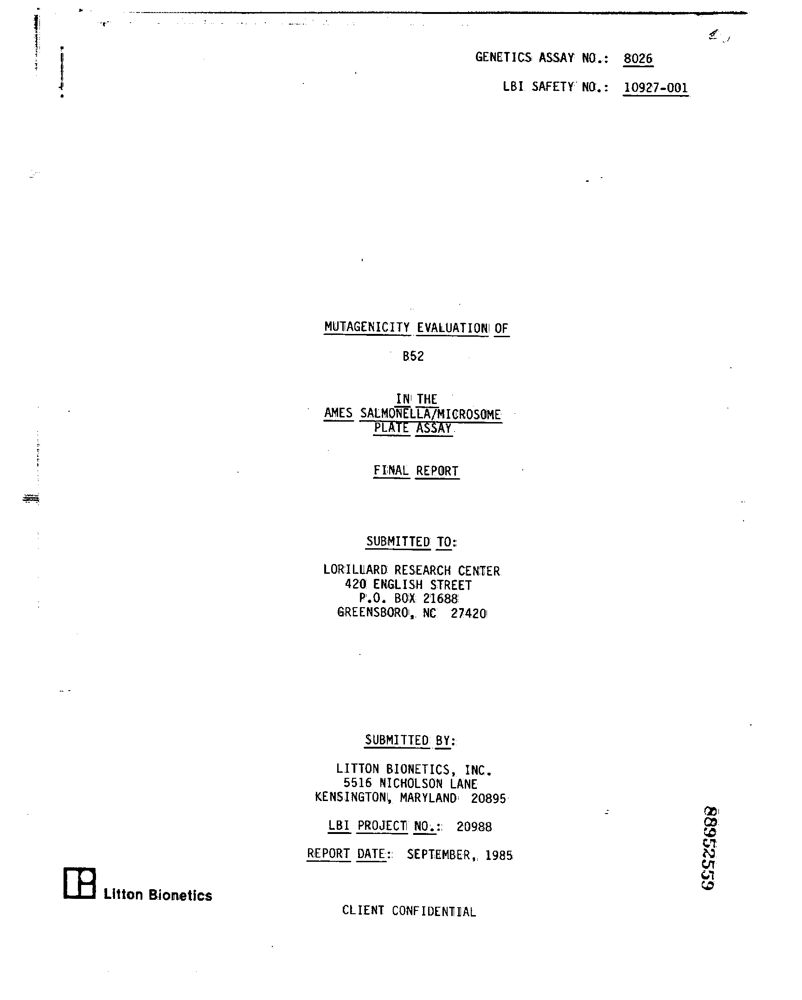 GENETICS ASSAY NO.: 8026
LBI SAFETY NO.: 10927-001
MUTAGENICITY EVALUATION OF
B52
IN THE
AMES SALMONELLA/MICROSOME
PLATE ASSAY
FINAL REPORT
SUBMITTED TO:
LORILLARD RESEARCH CENTER
420 ENGLISH STREET
P.O. BOX 21688
GREENSBORO, NC 27420
SUBMITTED BY:
LITTON BIONETICS, INC.
5516 NICHOLSON LANE
KENSINGTON, MARYLAND 20895
LBI PROJECT NO.: 20988
REPORT DATE: SEPTEMBER, 1985
Litton Bionetics
CLIENT CONFIDENTIAL
88952559